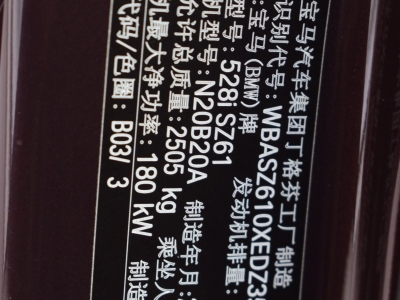 宝马汽车集团丁格芬工厂 制造
识别代号:WBASZ610XEDZ3
:宝马(BMW)牌
型号:528i SZ61 发动机排量:
机型号:N20B20A 制造年月:
允许总质量:2505 kg 乘坐人
机最大净功率:180 kW 制造
代码/色圈:B03/ 3